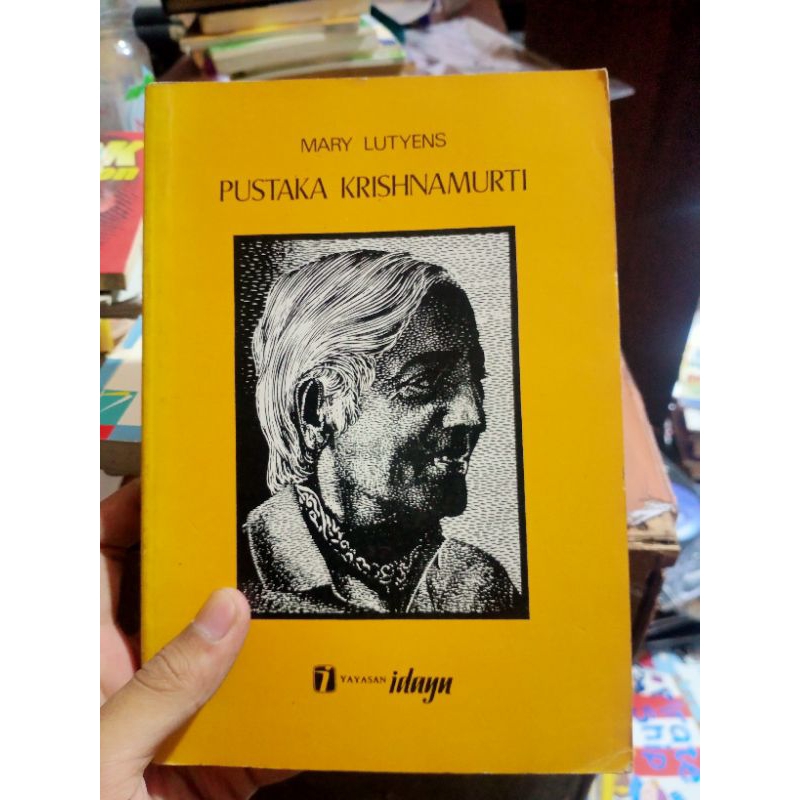 MARY LUTYENS
PUSTAKA KRISHNAMURTI
YAYASAN idayu